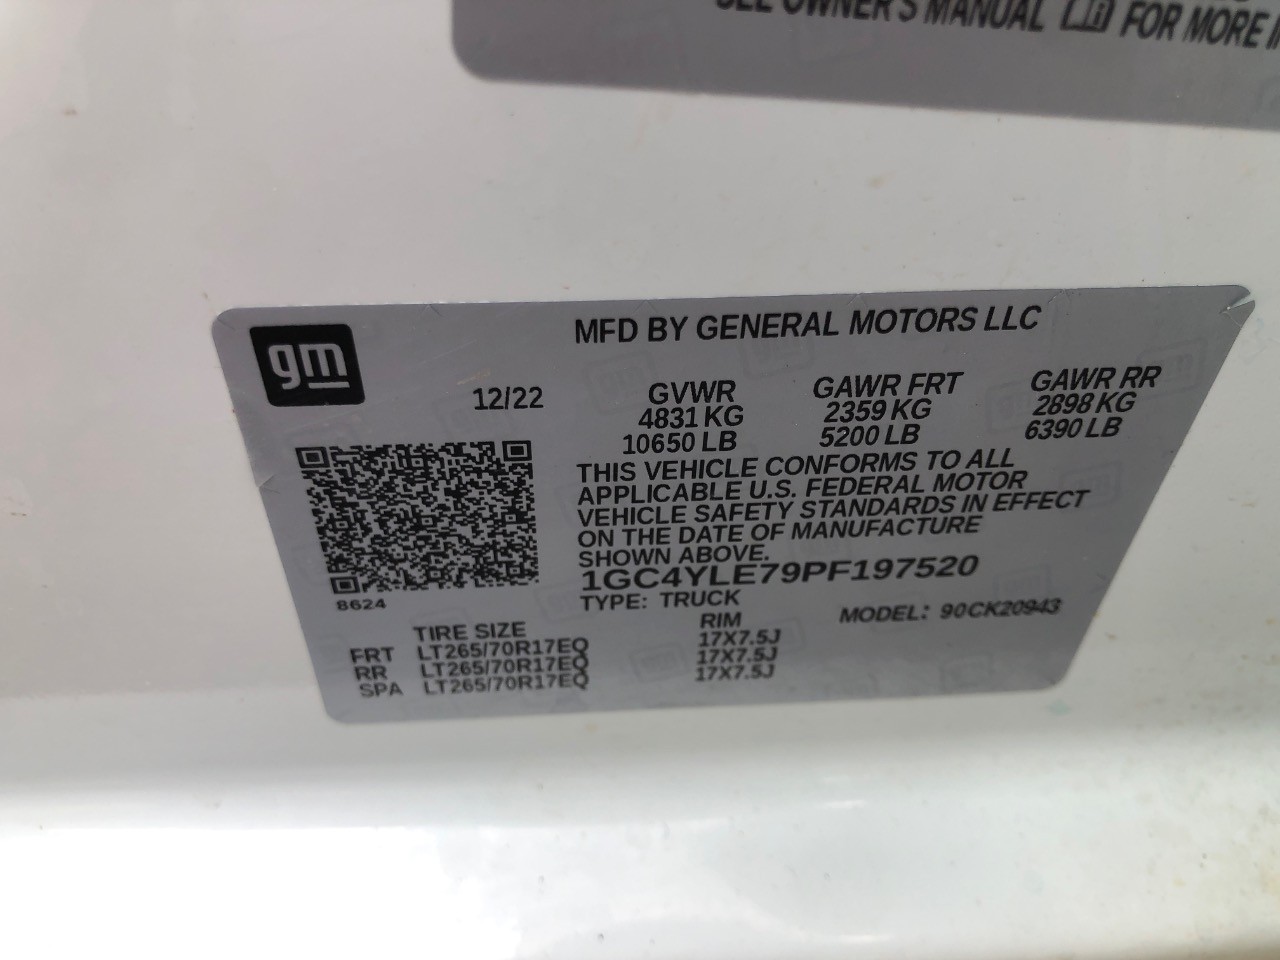 SEE OWNER'S MANUAL FOR MORE
gm
MFD BY GENERAL MOTORS LLC
12/22
GVWR GAWR FRT GAWR RR
4831 KG 2359 KG 2898 KG
10650 LB 5200 LB 6390 LB
THIS VEHICLE CONFORMS TO ALL
APPLICABLE U.S. FEDERAL MOTOR
VEHICLE SAFETY STANDARDS IN EFFECT
ON THE DATE OF MANUFACTURE
SHOWN ABOVE.
1GC4YLE79PF197520
8624
TYPE: TRUCK MODEL: 90CK20943
TIRE SIZE RIM
FRT LT265/70R17EQ 17X7.5J
RR LT265/70R17EQ 17X7.5J
SPA LT265/70R17EQ 17X7.5J